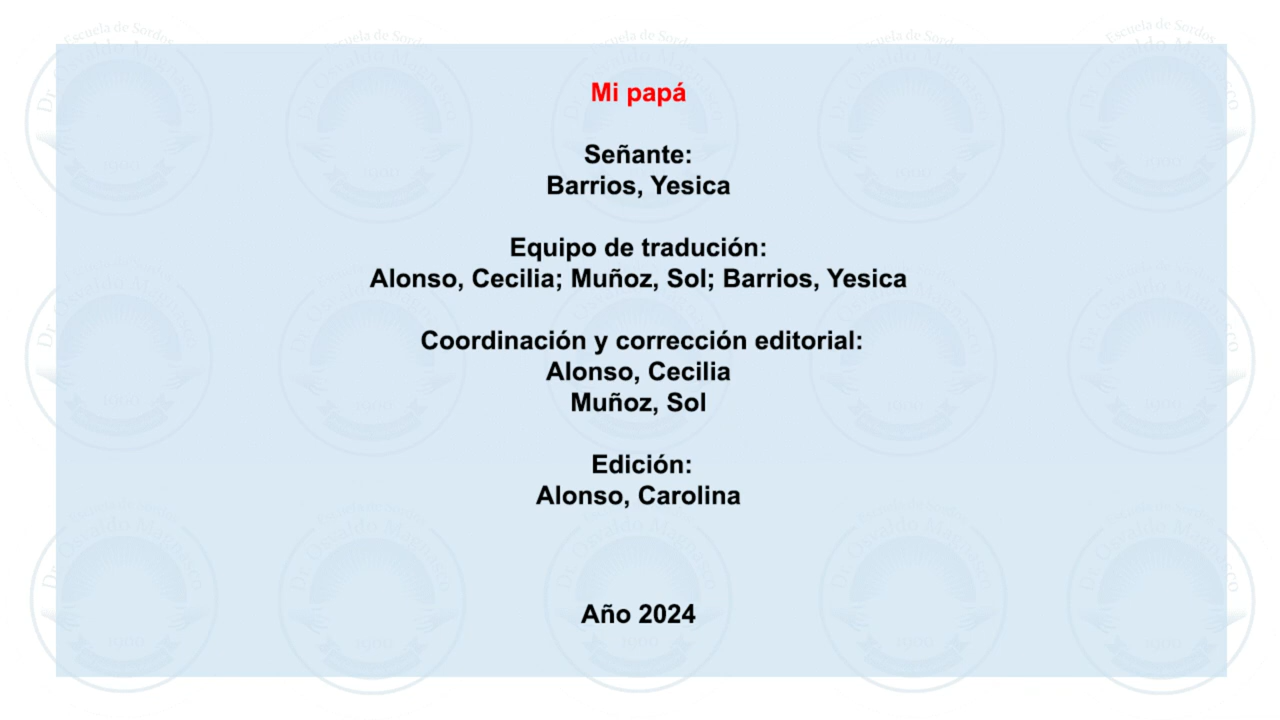 Mi papá
Señante:
Barrios, Yesica
Equipo de tradución:
Alonso, Cecilia; Muñoz, Sol; Barrios, Yesica
Coordinación y corrección editorial:
Alonso, Cecilia
Muñoz, Sol
Edición:
Alonso, Carolina
Año 2024